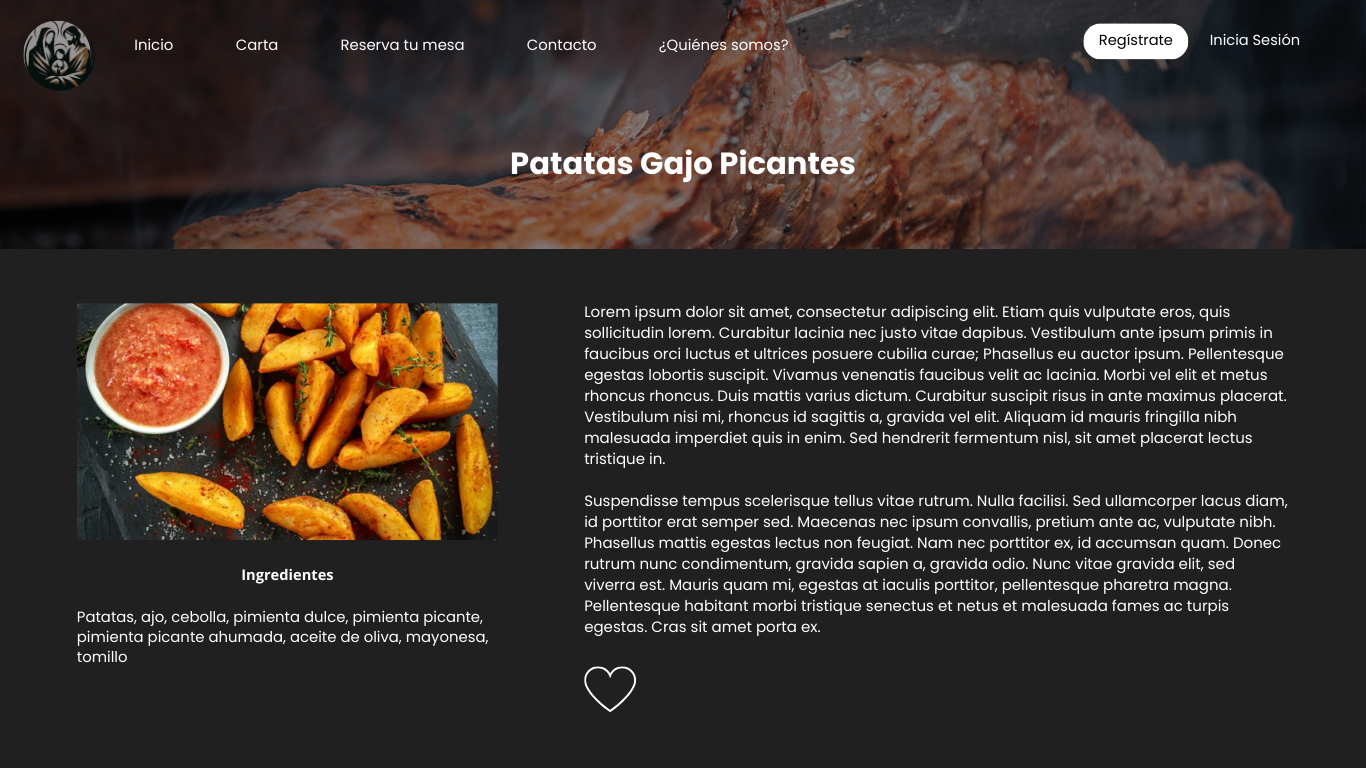 Inicio
Carta
Reserva tu mesa
Contacto
¿Quiénes somos?
Regístrate
Inicia Sesión
Patatas Gajo Picantes
Ingredientes
Patatas, ajo, cebolla, pimienta dulce, pimienta picante,
pimienta picante ahumada, aceite de oliva, mayonesa,
tomillo
Lorem ipsum dolor sit amet, consectetur adipiscing elit. Etiam quis vulputate eros, quis
sollicitudin lorem. Curabitur lacinia nec justo vitae dapibus. Vestibulum ante ipsum primis in
faucibus orci luctus et ultrices posuere cubilia curae; Phasellus eu auctor ipsum. Pellentesque
egestas lobortis suscipit. Vivamus venenatis faucibus velit ac lacinia. Morbi vel elit et metus
rhoncus rhoncus. Duis mattis varius dictum. Curabitur suscipit risus in ante maximus placerat.
Vestibulum nisi mi, rhoncus id sagittis a, gravida vel elit. Aliquam id mauris fringilla nibh
malesuada imperdiet quis in enim. Sed hendrerit fermentum nisl, sit amet placerat lectus
tristique in.
Suspendisse tempus scelerisque tellus vitae rutrum. Nulla facilisi. Sed ullamcorper lacus diam,
id porttitor erat semper sed. Maecenas nec ipsum convallis, pretium ante ac, vulputate nibh.
Phasellus mattis egestas lectus non feugiat. Nam nec porttitor ex, id accumsan quam. Donec
rutrum nunc condimentum, gravida sapien a, gravida odio. Nunc vitae gravida elit, sed
viverra est. Mauris quam mi, egestas at iaculis porttitor, pellentesque pharetra magna.
Pellentesque habitant morbi tristique senectus et netus et malesuada fames ac turpis
egestas. Cras sit amet porta ex.